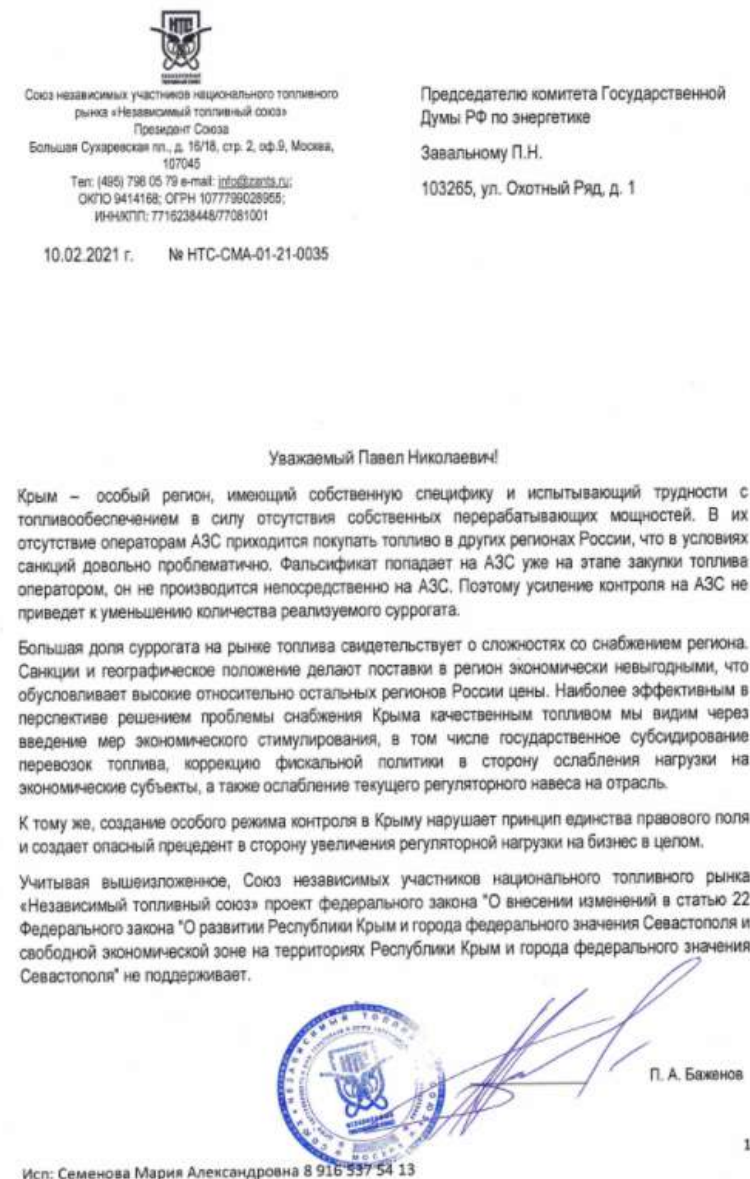 НТС
НЕЗАВИСИМЫЙ
ТОПЛИВНЫЙ СОЮЗ
Союз независимых участников национального топливного
рынка «Независимый топливный союз»
Президент Союза
Большая Сухаревская пл., д. 16/18, стр. 2, оф.9, Москва,
107045
Тел: (495) 798 05 79 e-mail: info@zants.ru;
ОКПО 9414168; ОГРН 1077799028955;
ИНН/КПП: 7716238448/77081001
10.02.2021 г. № НТС-СМА-01-21-0035
Председателю комитета Государственной
Думы РФ по энергетике
Завальному П.Н.
103265, ул. Охотный Ряд, д. 1
Уважаемый Павел Николаевич!
Крым – особый регион, имеющий собственную специфику и испытывающий трудности с
топливообеспечением в силу отсутствия собственных перерабатывающих мощностей. В их
отсутствие операторам АЗС приходится покупать топливо в других регионах России, что в условиях
санкций довольно проблематично. Фальсификат попадает на АЗС уже на этапе закупки топлива
оператором, он не производится непосредственно на АЗС. Поэтому усиление контроля на АЗС не
приведет к уменьшению количества реализуемого суррогата.
Большая доля суррогата на рынке топлива свидетельствует о сложностях со снабжением региона.
Санкции и географическое положение делают поставки в регион экономически невыгодными, что
обусловливает высокие относительно остальных регионов России цены. Наиболее эффективным в
перспективе решением проблемы снабжения Крыма качественным топливом мы видим через
введение мер экономического стимулирования, в том числе государственное субсидирование
перевозок топлива, коррекцию фискальной политики в сторону ослабления нагрузки на
экономические субъекты, а также ослабление текущего регуляторного навеса на отрасль.
К тому же, создание особого режима контроля в Крыму нарушает принцип единства правового поля
и создает опасный прецедент в сторону увеличения регуляторной нагрузки на бизнес в целом.
Учитывая вышеизложенное, Союз независимых участников национального топливного рынка
«Независимый топливный союз» проект федерального закона "О внесении изменений в статью 22
Федерального закона "О развитии Республики Крым и города федерального значения Севастополя и
свободной экономической зоне на территориях Республики Крым и города федерального значения
Севастополя" не поддерживает.
НТС
П. А. Баженов
1
Исп: Семенова Мария Александровна 8 916 537 54 13